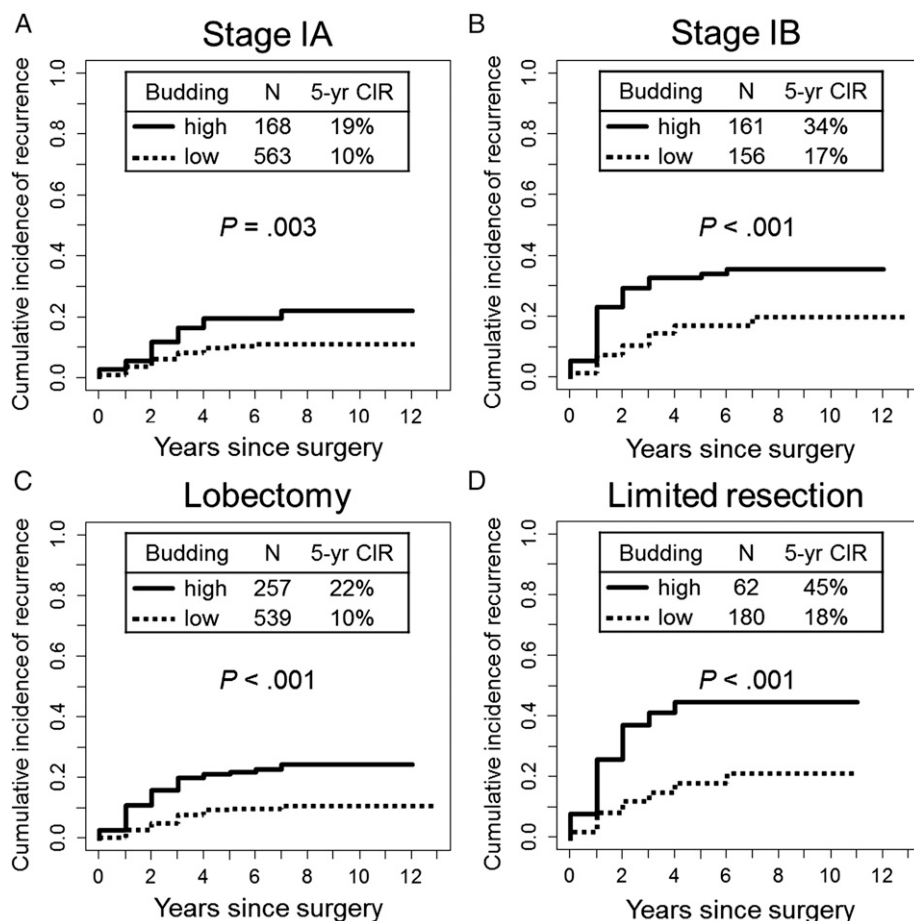 A
Stage IA
Cumulative incidence of recurrence
0.0 0.2 0.4 0.6 0.8 1.0
Budding N 5-yr CIR
high 168 19%
low 563 10%
P = .003
0 2 4 6 8 10 12
Years since surgery
B
Stage IB
Cumulative incidence of recurrence
0.0 0.2 0.4 0.6 0.8 1.0
Budding N 5-yr CIR
high 161 34%
low 156 17%
P < .001
0 2 4 6 8 10 12
Years since surgery
C
Lobectomy
Cumulative incidence of recurrence
0.0 0.2 0.4 0.6 0.8 1.0
Budding N 5-yr CIR
high 257 22%
low 539 10%
P < .001
0 2 4 6 8 10 12
Years since surgery
D
Limited resection
Cumulative incidence of recurrence
0.0 0.2 0.4 0.6 0.8 1.0
Budding N 5-yr CIR
high 62 45%
low 180 18%
P < .001
0 2 4 6 8 10 12
Years since surgery